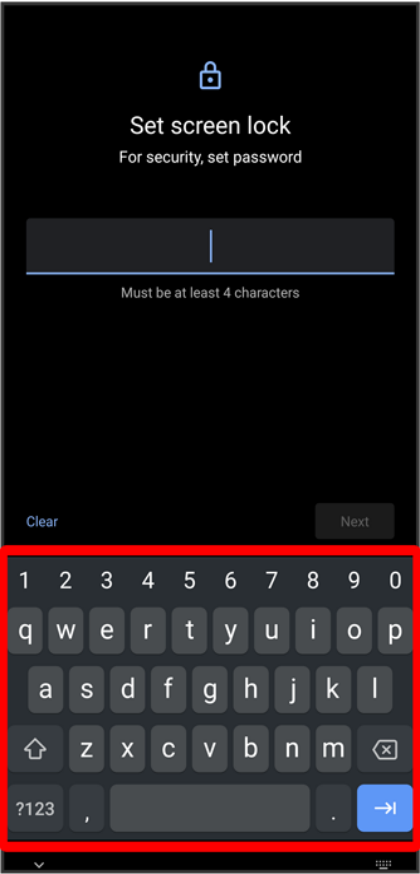 Set screen lock
For security, set password
Must be at least 4 characters
Clear Next
1 2 3 4 5 6 7 8 9 0
q w e r t y u i o p
a s d f g h j k l
z x c v b n m
?123 , .